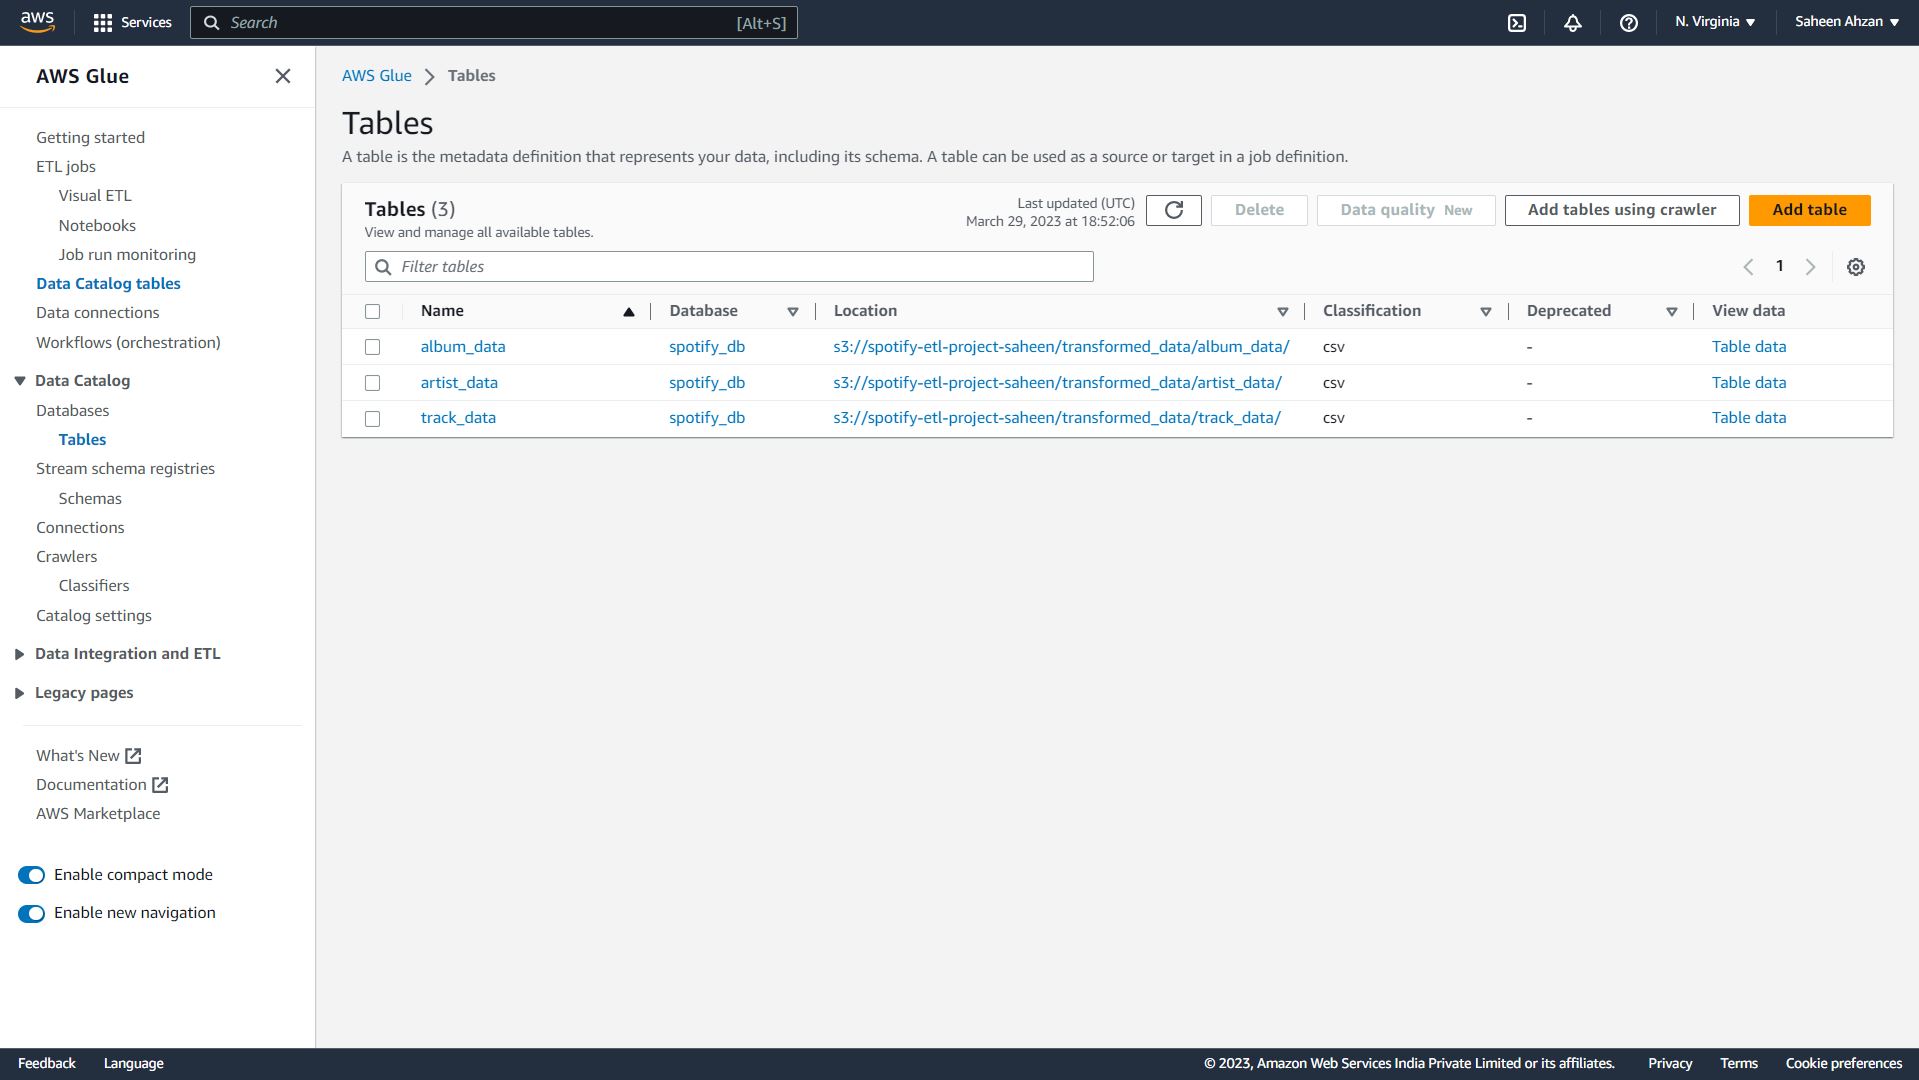 aws
Services
Search
[Alt+S]
N. Virginia
Saheen Ahzan
AWS Glue
Getting started
ETL jobs
Visual ETL
Notebooks
Job run monitoring
Data Catalog tables
Data connections
Workflows (orchestration)
Data Catalog
Databases
Tables
Stream schema registries
Schemas
Connections
Crawlers
Classifiers
Catalog settings
Data Integration and ETL
Legacy pages
What's New
Documentation
AWS Marketplace
Enable compact mode
Enable new navigation
AWS Glue Tables
Tables
A table is the metadata definition that represents your data, including its schema. A table can be used as a source or target in a job definition.
Tables (3)
View and manage all available tables.
Last updated (UTC)
March 29, 2023 at 18:52:06
Delete
Data quality New
Add tables using crawler
Add table
Filter tables
1
Name Database Location Classification Deprecated View data
album_data spotify_db s3://spotify-etl-project-saheen/transformed_data/album_data/ csv - Table data
artist_data spotify_db s3://spotify-etl-project-saheen/transformed_data/artist_data/ csv - Table data
track_data spotify_db s3://spotify-etl-project-saheen/transformed_data/track_data/ csv - Table data
Feedback Language © 2023, Amazon Web Services India Private Limited or its affiliates. Privacy Terms Cookie preferences